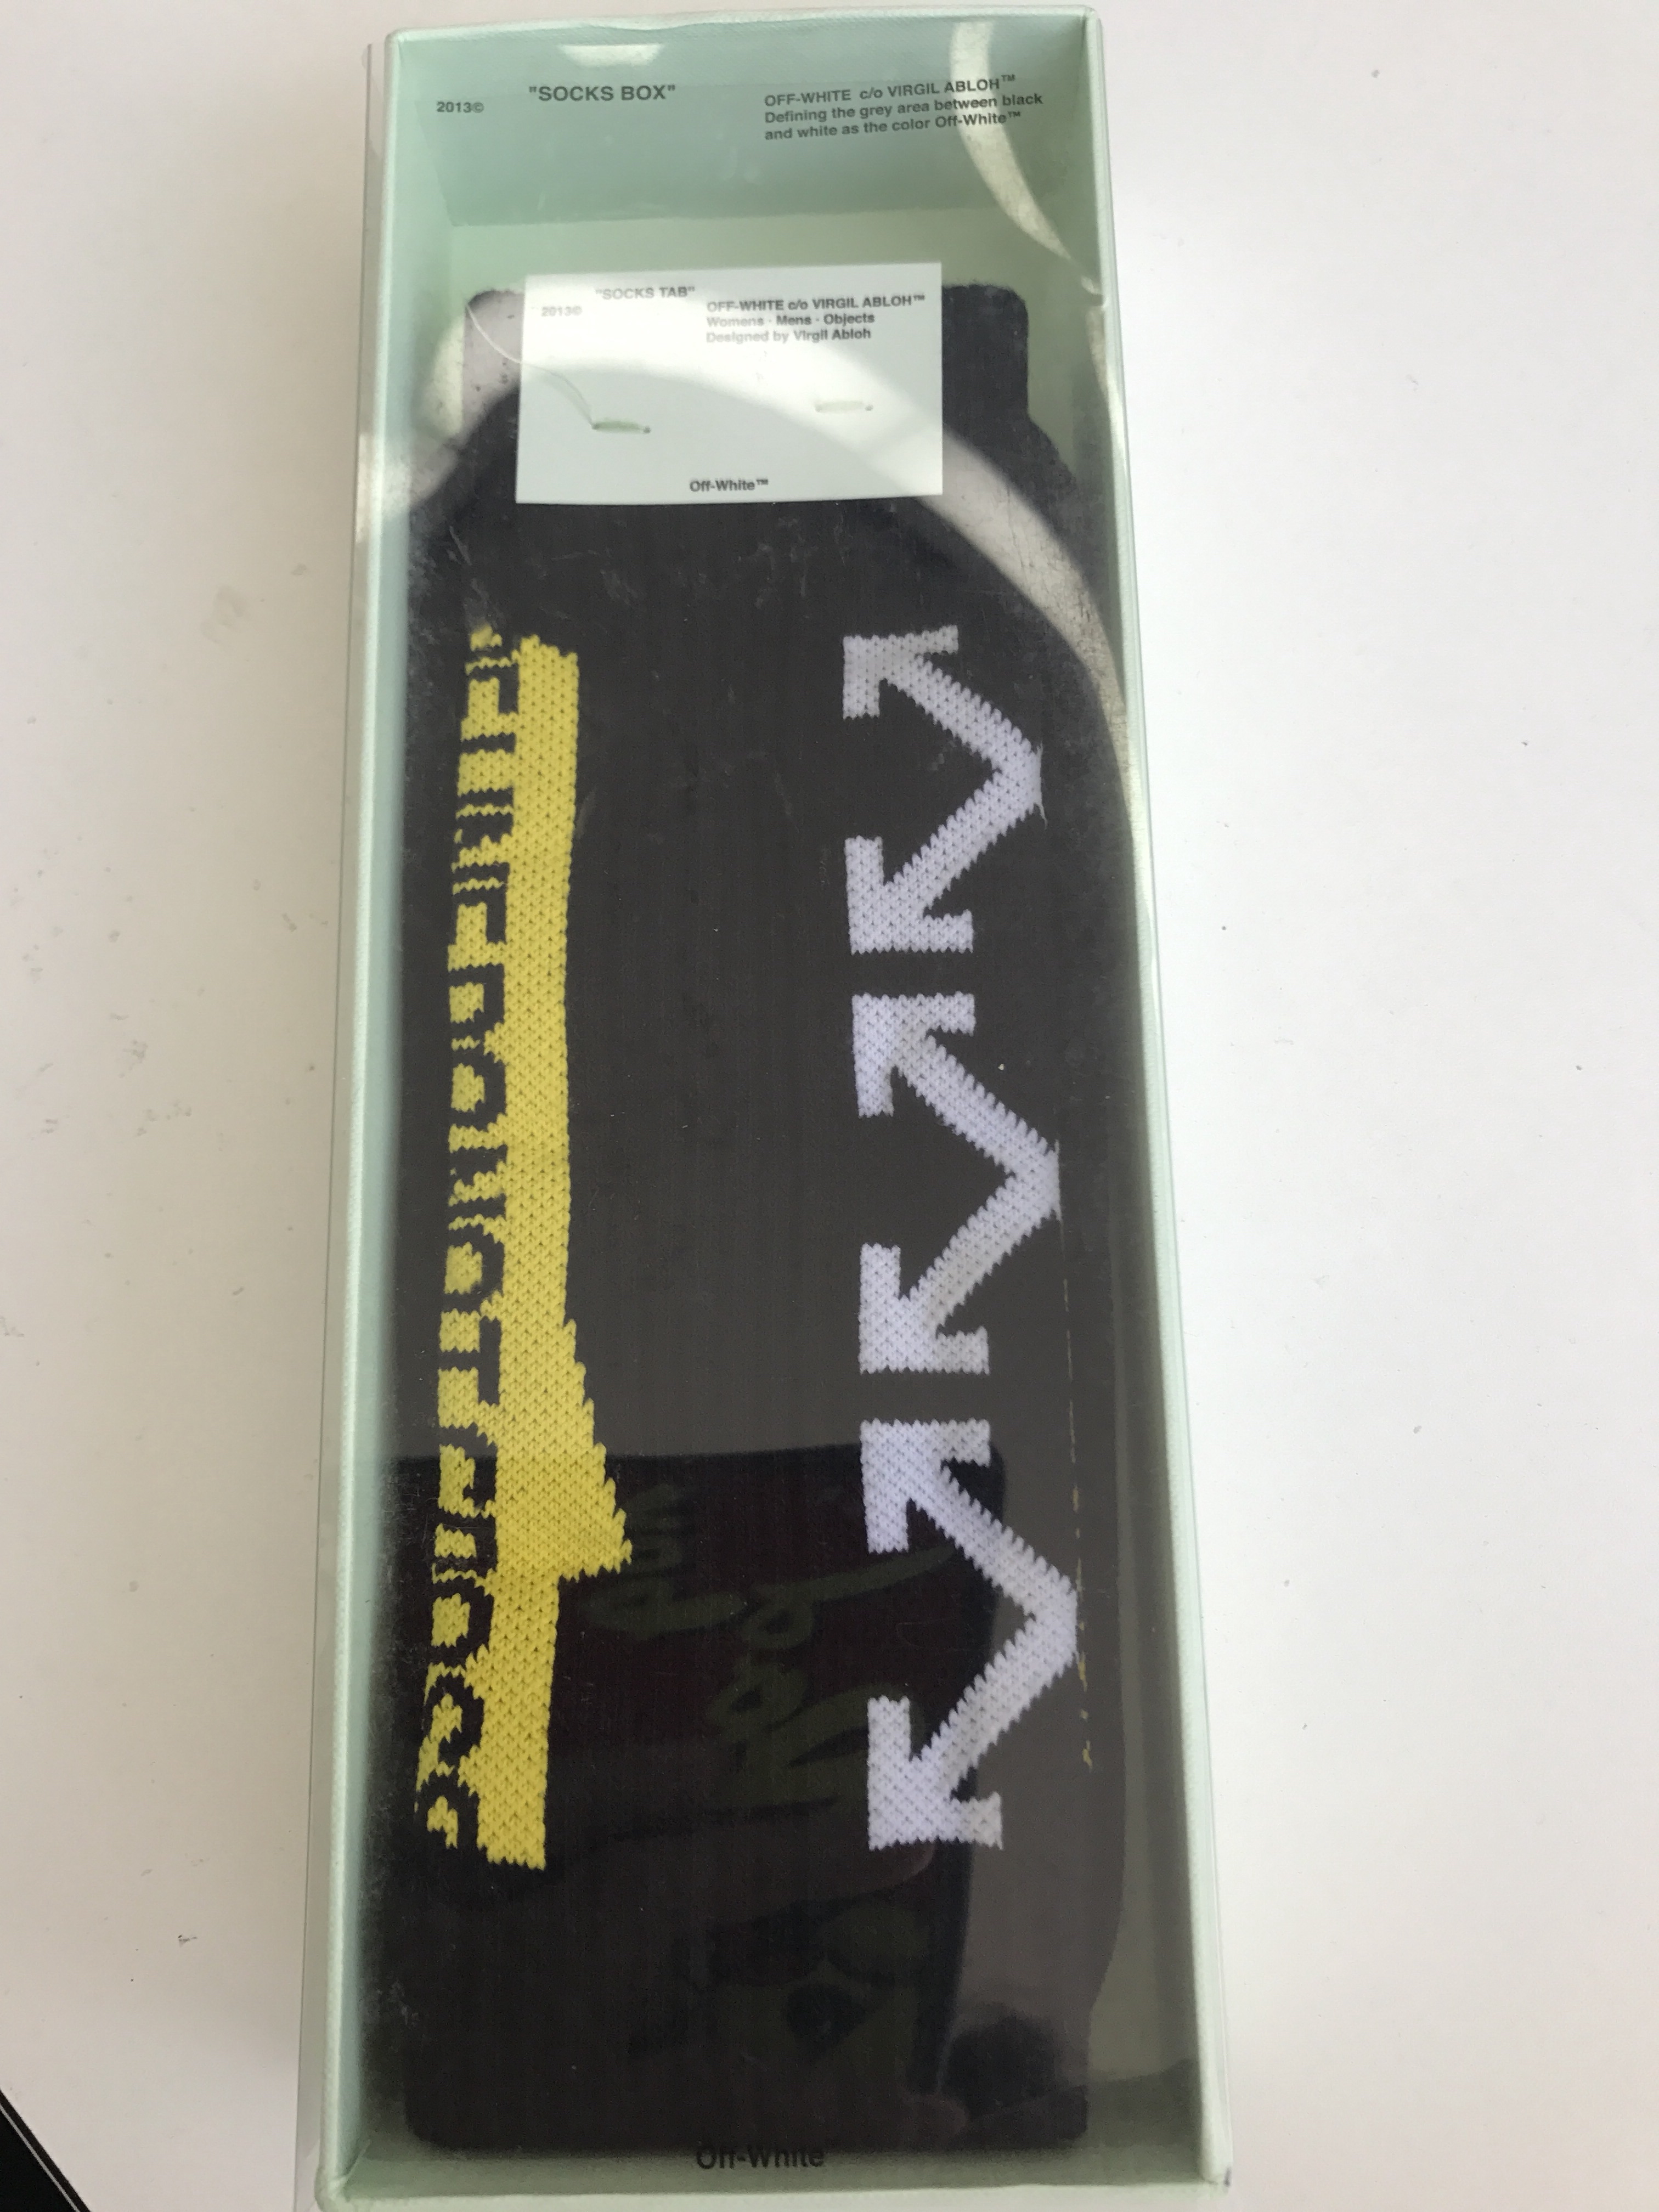 2013©
"SOCKS BOX"
OFF-WHITE c/o VIRGIL ABLOH™
Defining the grey area between black
and white as the color Off-White™
2013©
"SOCKS TAB"
OFF-WHITE c/o VIRGIL ABLOH™
Womens · Mens · Objects
Designed by Virgil Abloh
Off-White™
Off-White